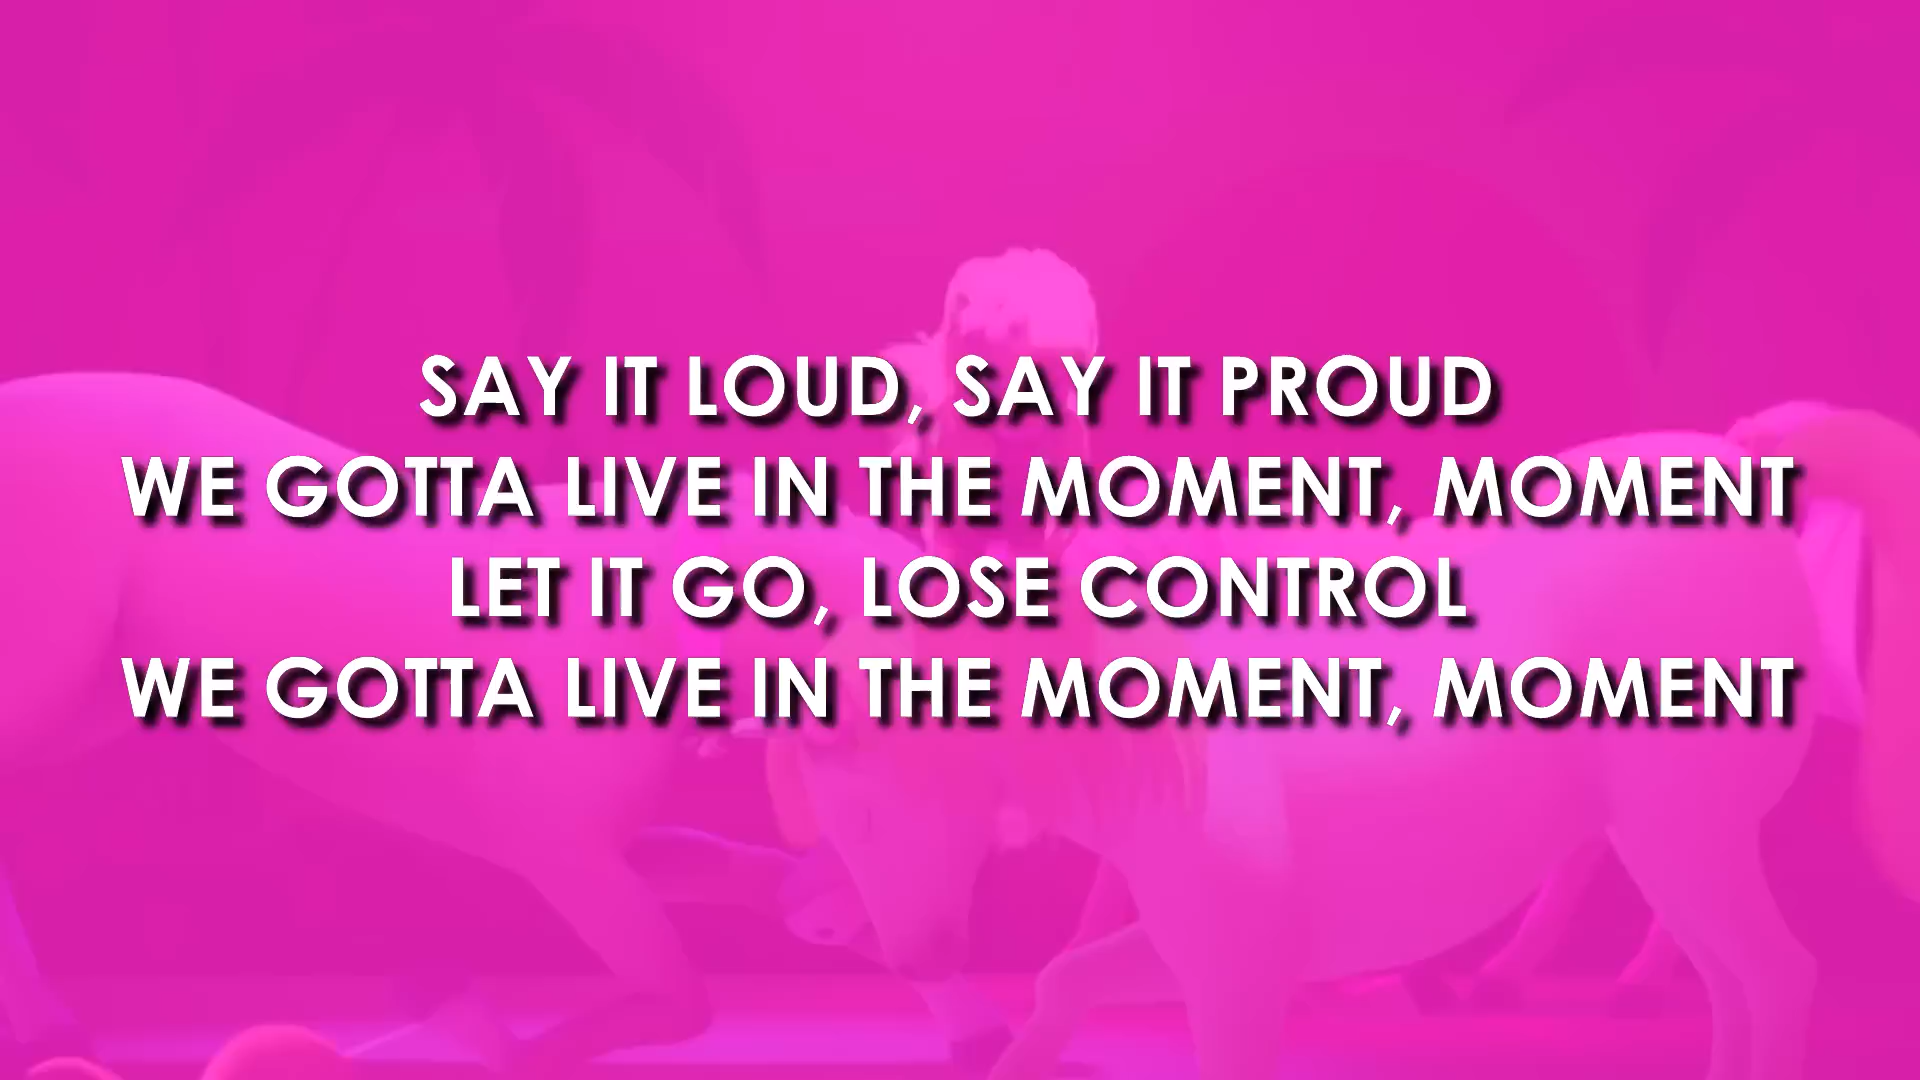 SAY IT LOUD, SAY IT PROUD
WE GOTTA LIVE IN THE MOMENT, MOMENT
LET IT GO, LOSE CONTROL
WE GOTTA LIVE IN THE MOMENT, MOMENT